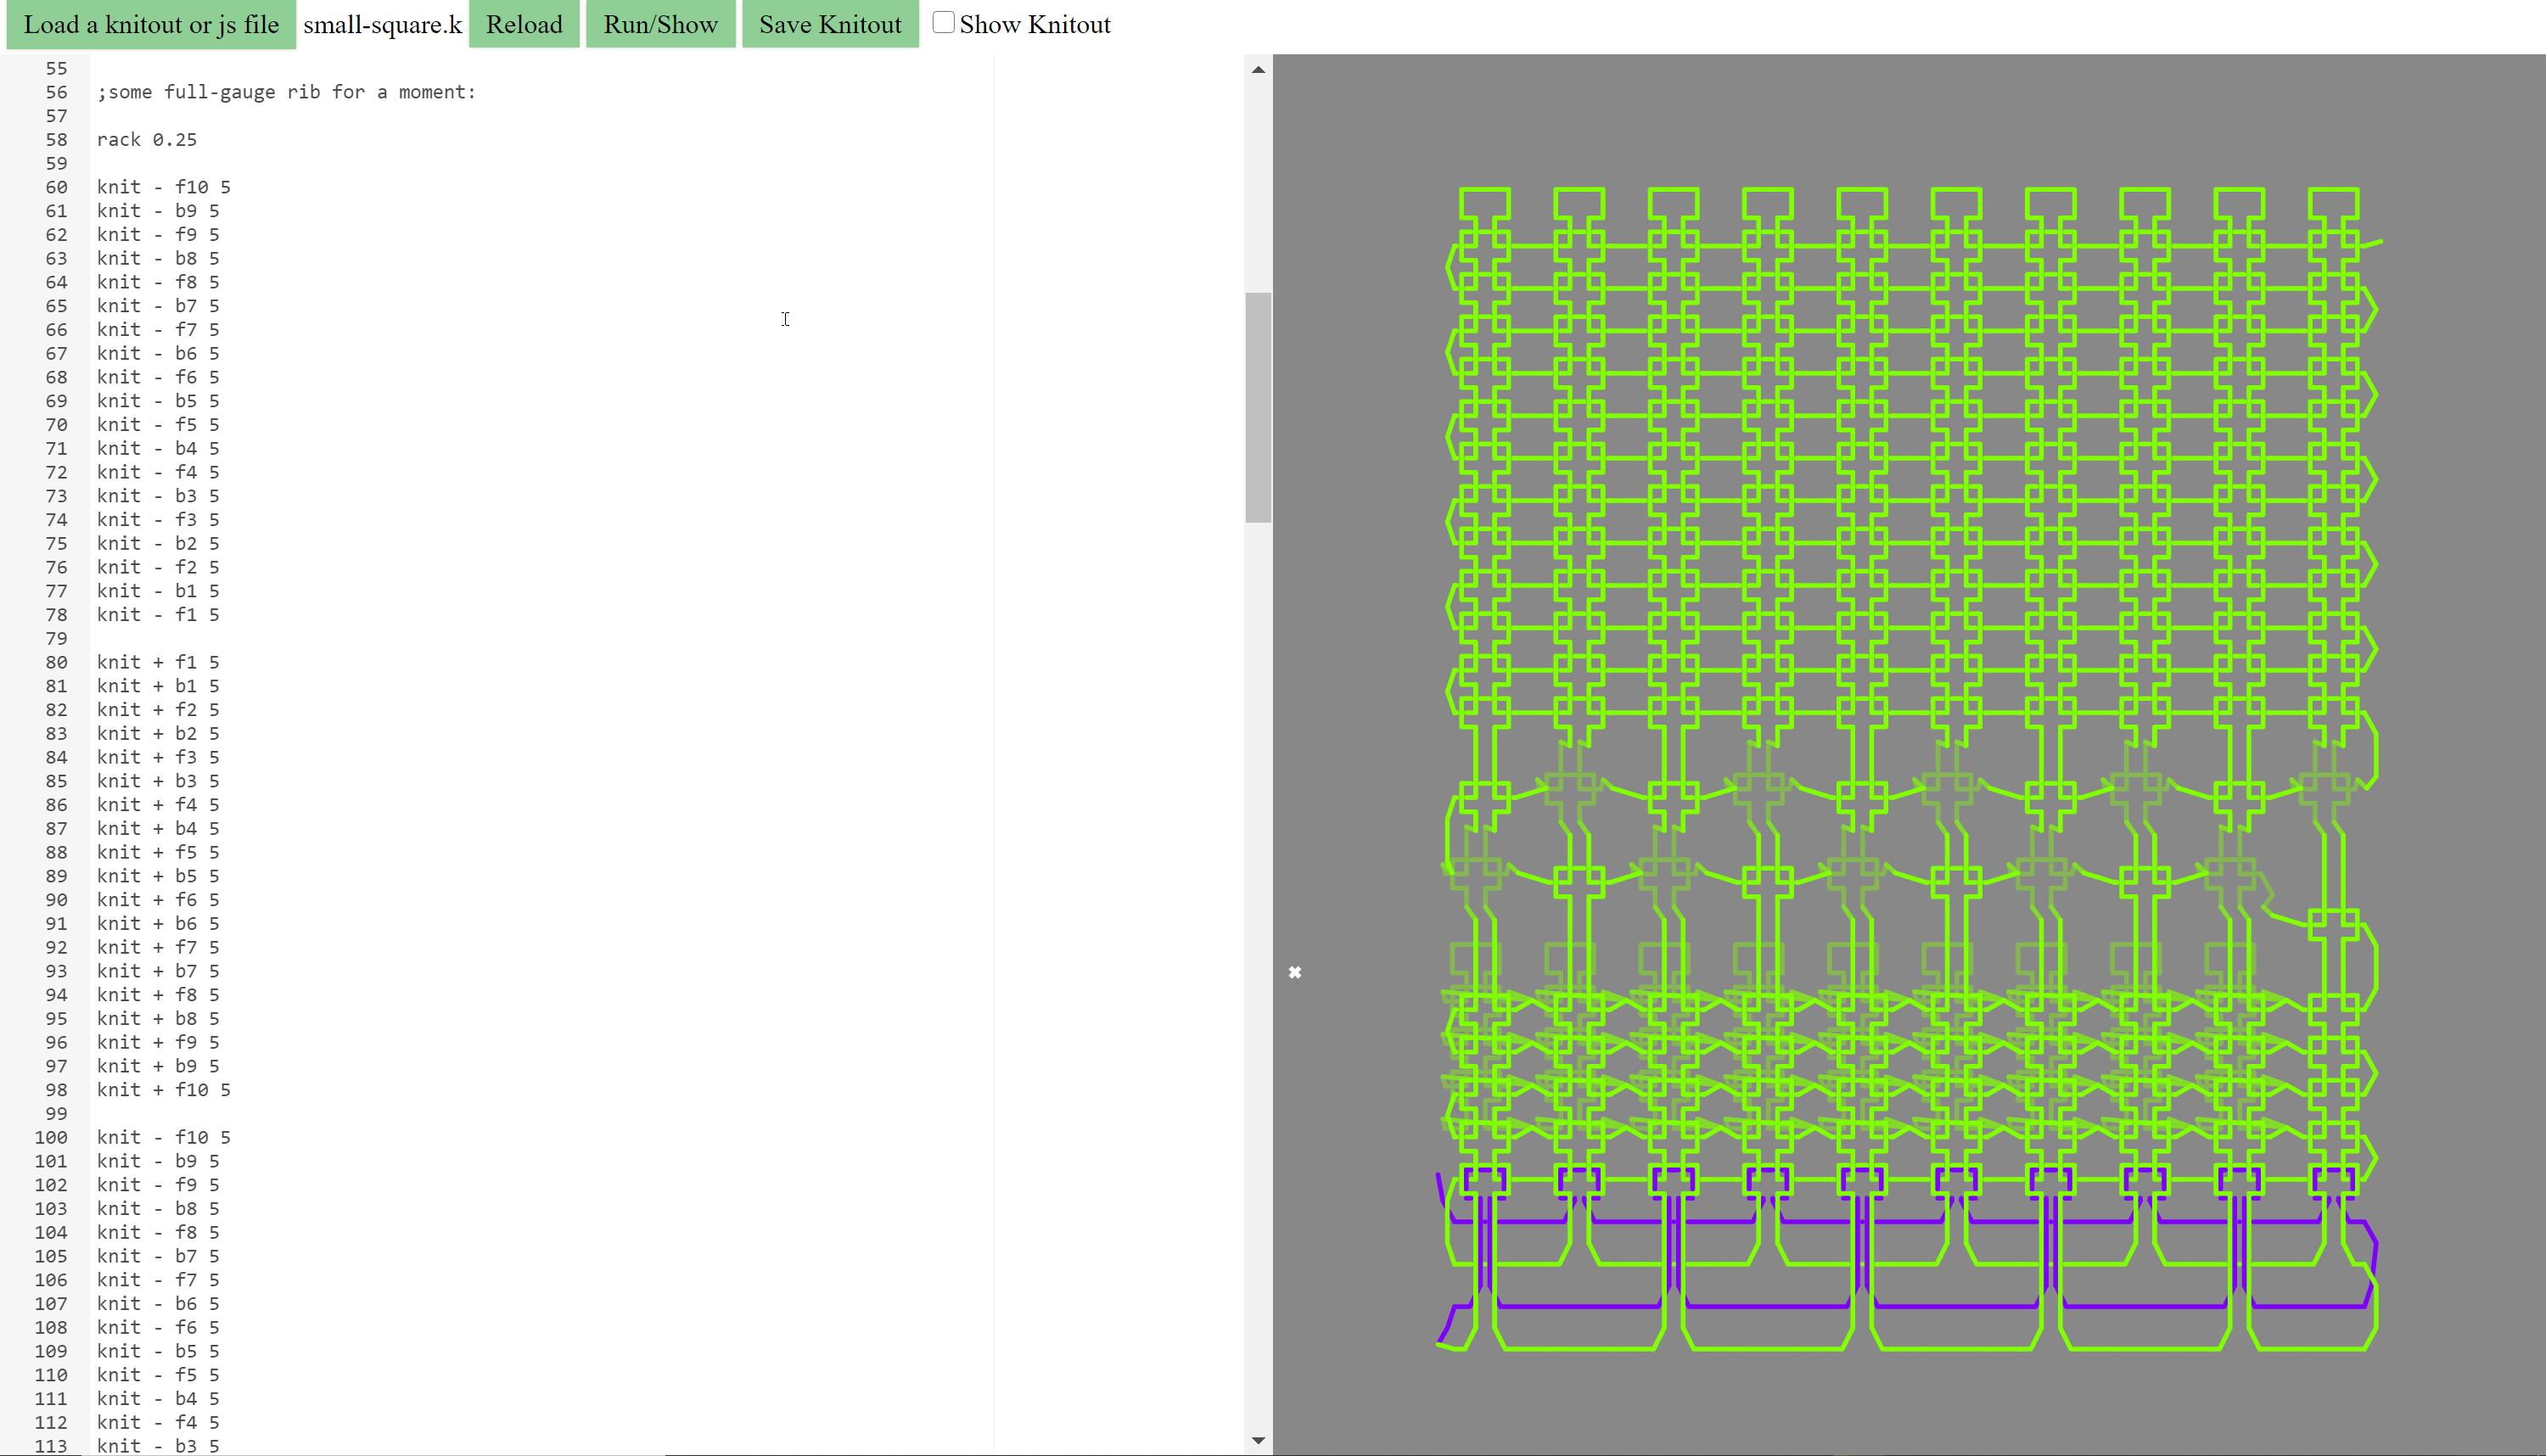 Load a knitout or js file small-square.k Reload Run/Show Save Knitout Show Knitout
55
56 ;some full-gauge rib for a moment:
57
58 rack 0.25
59
60 knit - f10 5
61 knit - b9 5
62 knit - f9 5
63 knit - b8 5
64 knit - f8 5
65 knit - b7 5
66 knit - f7 5
67 knit - b6 5
68 knit - f6 5
69 knit - b5 5
70 knit - f5 5
71 knit - b4 5
72 knit - f4 5
73 knit - b3 5
74 knit - f3 5
75 knit - b2 5
76 knit - f2 5
77 knit - b1 5
78 knit - f1 5
79
80 knit + f1 5
81 knit + b1 5
82 knit + f2 5
83 knit + b2 5
84 knit + f3 5
85 knit + b3 5
86 knit + f4 5
87 knit + b4 5
88 knit + f5 5
89 knit + b5 5
90 knit + f6 5
91 knit + b6 5
92 knit + f7 5
93 knit + b7 5
94 knit + f8 5
95 knit + b8 5
96 knit + f9 5
97 knit + b9 5
98 knit + f10 5
99
100 knit - f10 5
101 knit - b9 5
102 knit - f9 5
103 knit - b8 5
104 knit - f8 5
105 knit - b7 5
106 knit - f7 5
107 knit - b6 5
108 knit - f6 5
109 knit - b5 5
110 knit - f5 5
111 knit - b4 5
112 knit - f4 5
113 knit - b3 5